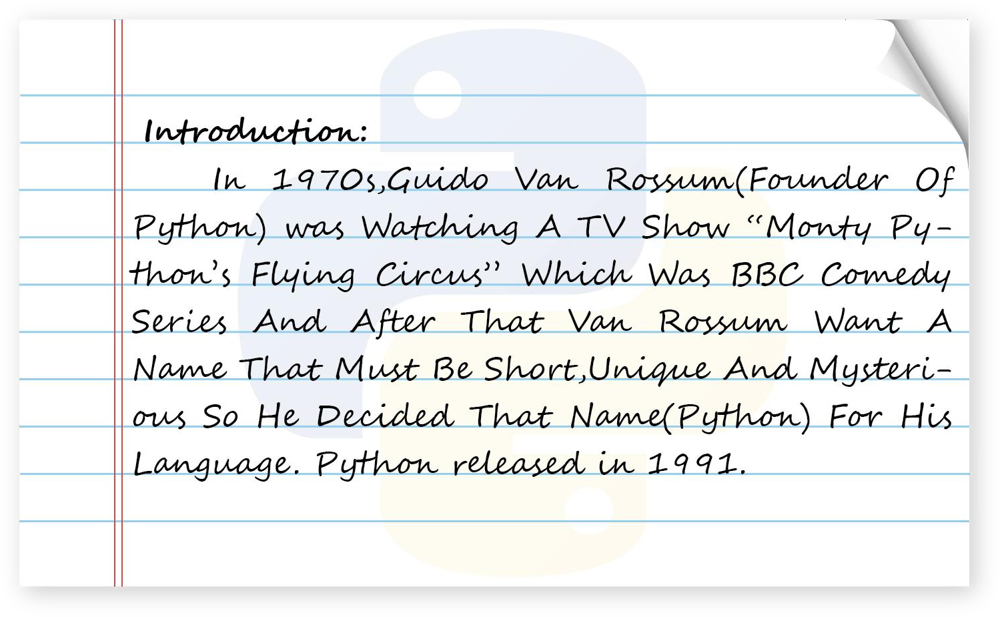 Introduction:
In 1970s,Guido Van Rossum(Founder Of
Python) was Watching A TV Show “Monty Py-
thon’s Flying Circus” Which Was BBC Comedy
Series And After That Van Rossum Want A
Name That Must Be Short,Unique And Mysteri-
ous So He Decided That Name(Python) For His
Language. Python released in 1991.